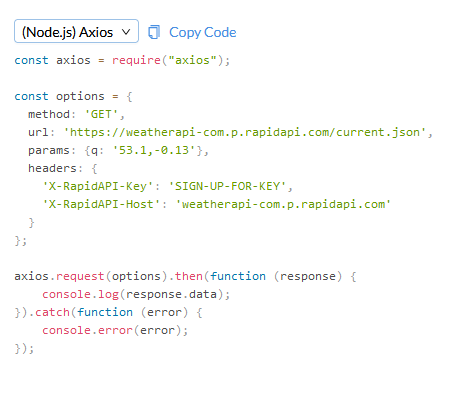 (Node.js) Axios Copy Code
const axios = require("axios");
const options = {
  method: 'GET',
  url: 'https://weatherapi-com.p.rapidapi.com/current.json',
  params: {q: '53.1,-0.13'},
  headers: {
    'X-RapidAPI-Key': 'SIGN-UP-FOR-KEY',
    'X-RapidAPI-Host': 'weatherapi-com.p.rapidapi.com'
  }
};
axios.request(options).then(function (response) {
    console.log(response.data);
}).catch(function (error) {
    console.error(error);
});